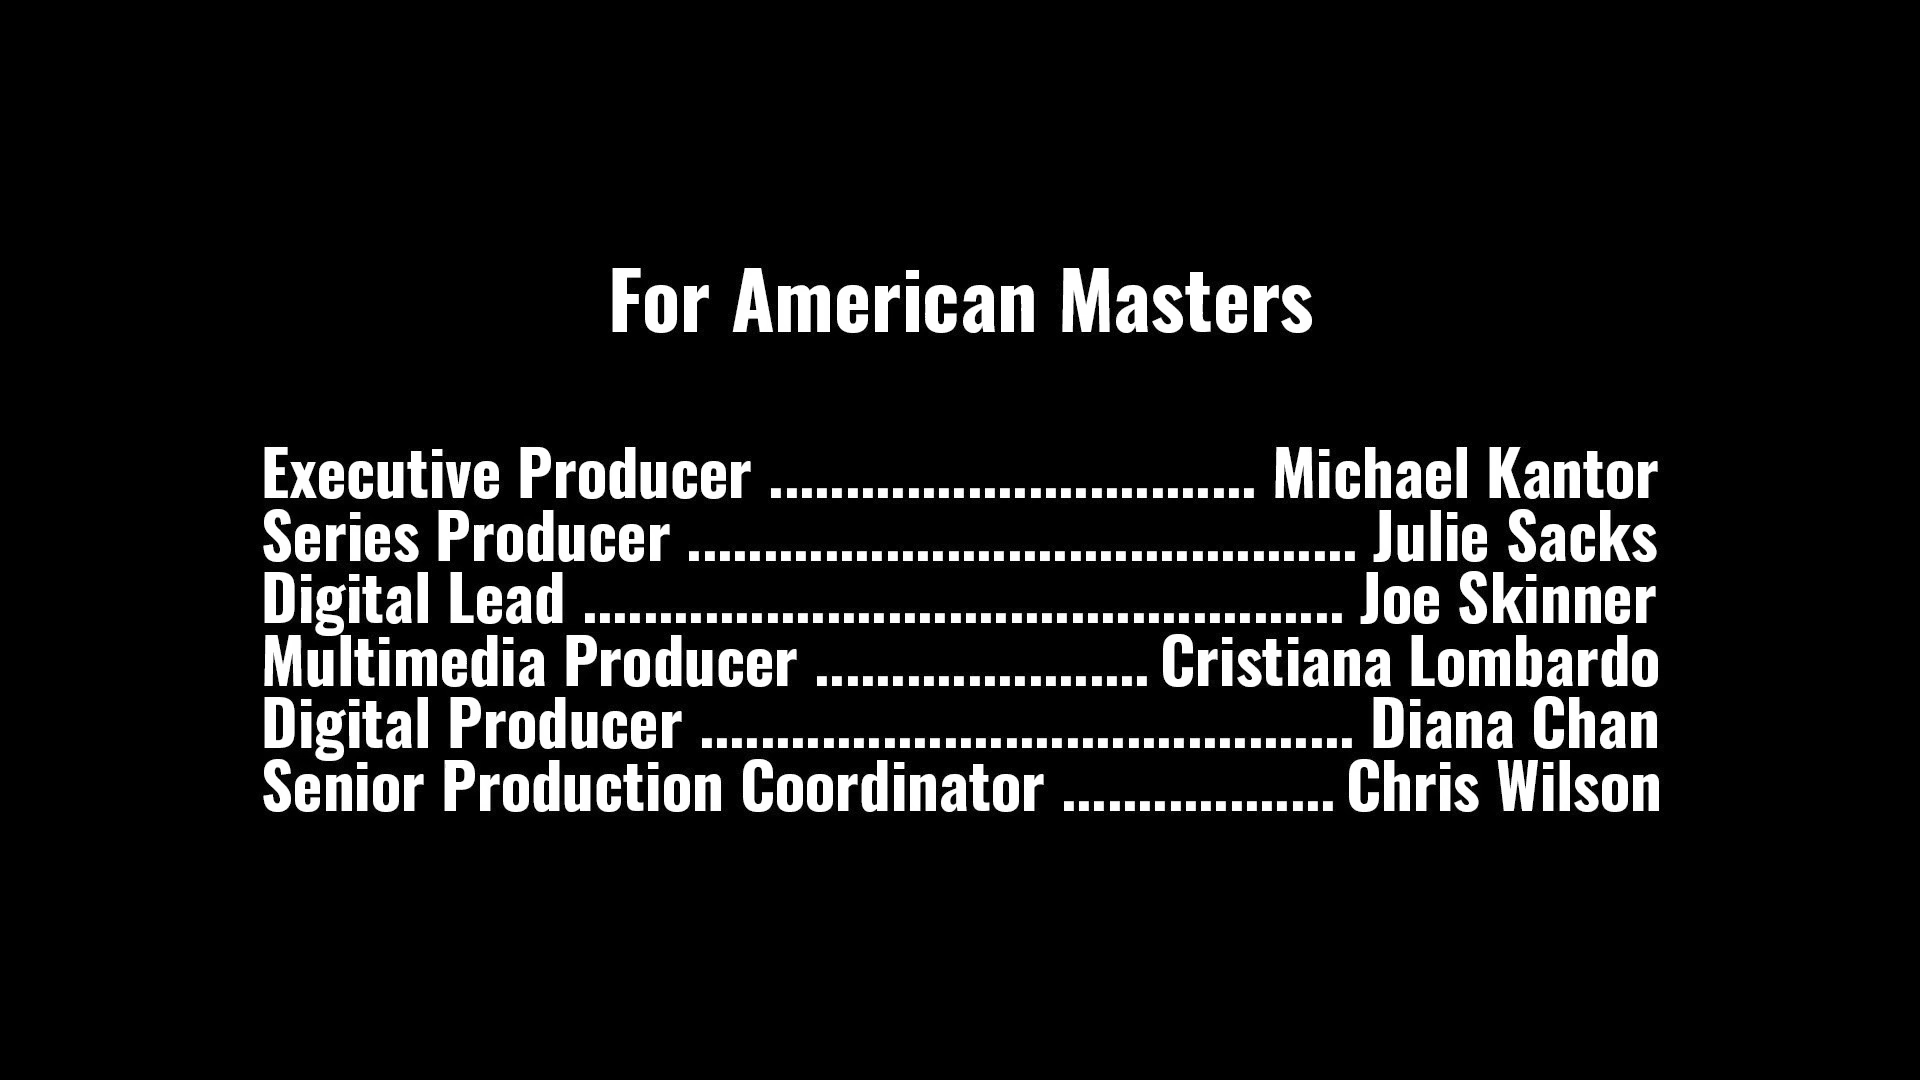 For American Masters
Executive Producer ................................ Michael Kantor
Series Producer ............................................ Julie Sacks
Digital Lead .................................................. Joe Skinner
Multimedia Producer ...................... Cristiana Lombardo
Digital Producer ........................................... Diana Chan
Senior Production Coordinator .................. Chris Wilson